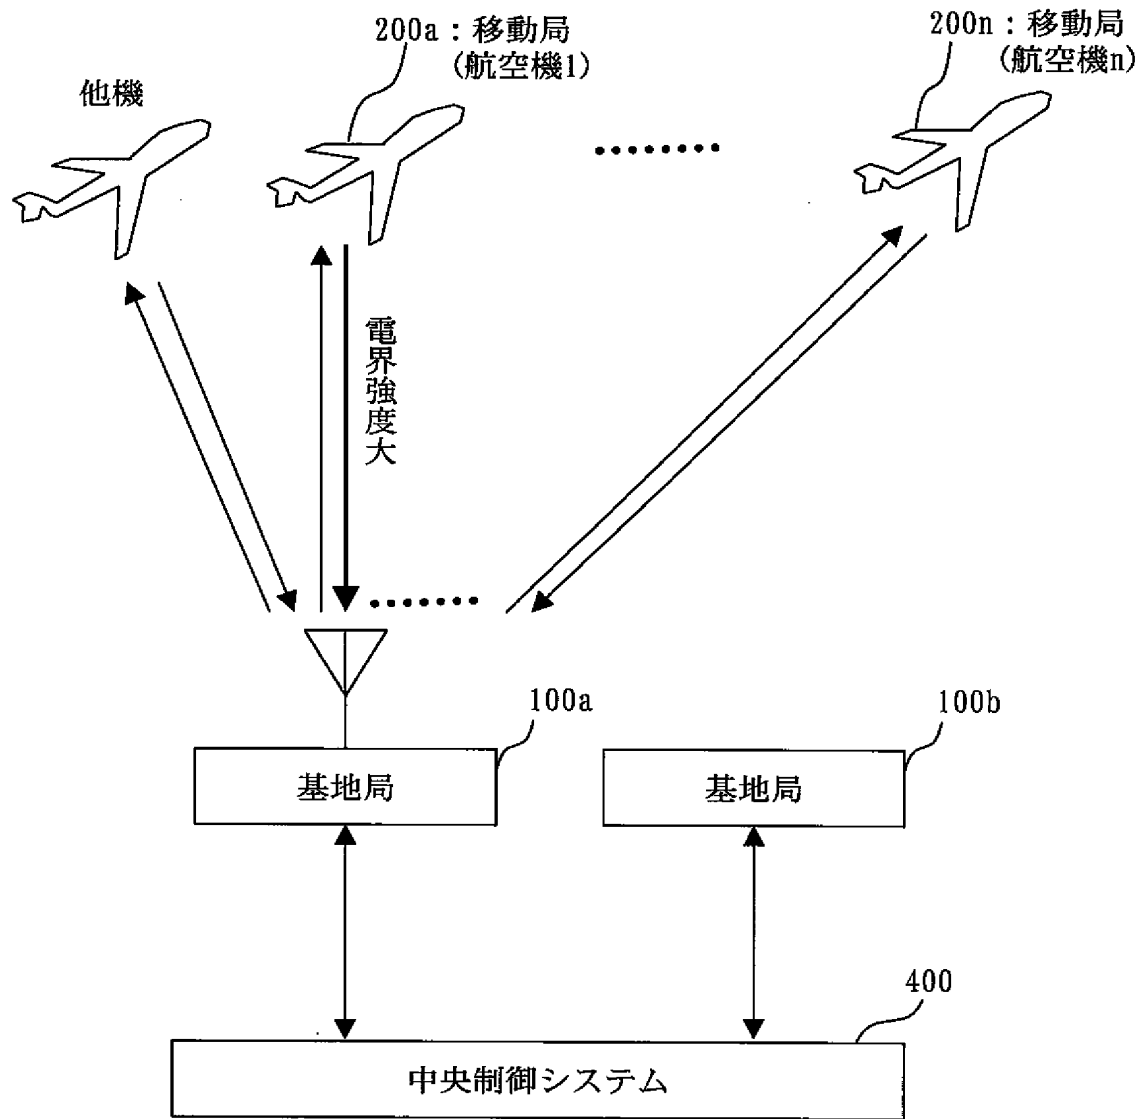 200a：移動局
(航空機1)
200n：移動局
(航空機n)
他機
電界強度大
100a
100b
基地局
基地局
400
中央制御システム